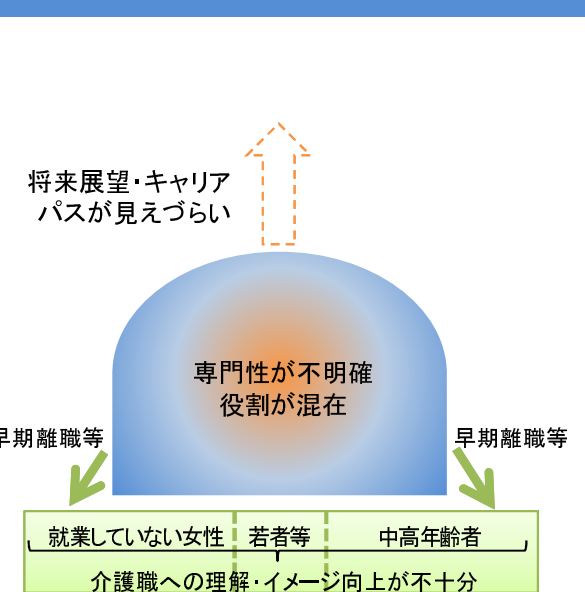 将来展望・キャリア
パスが見えづらい
専門性が不明確
役割が混在
早期離職等
早期離職等
就業していない女性
若者等
中高年齢者
介護職への理解・イメージ向上が不十分